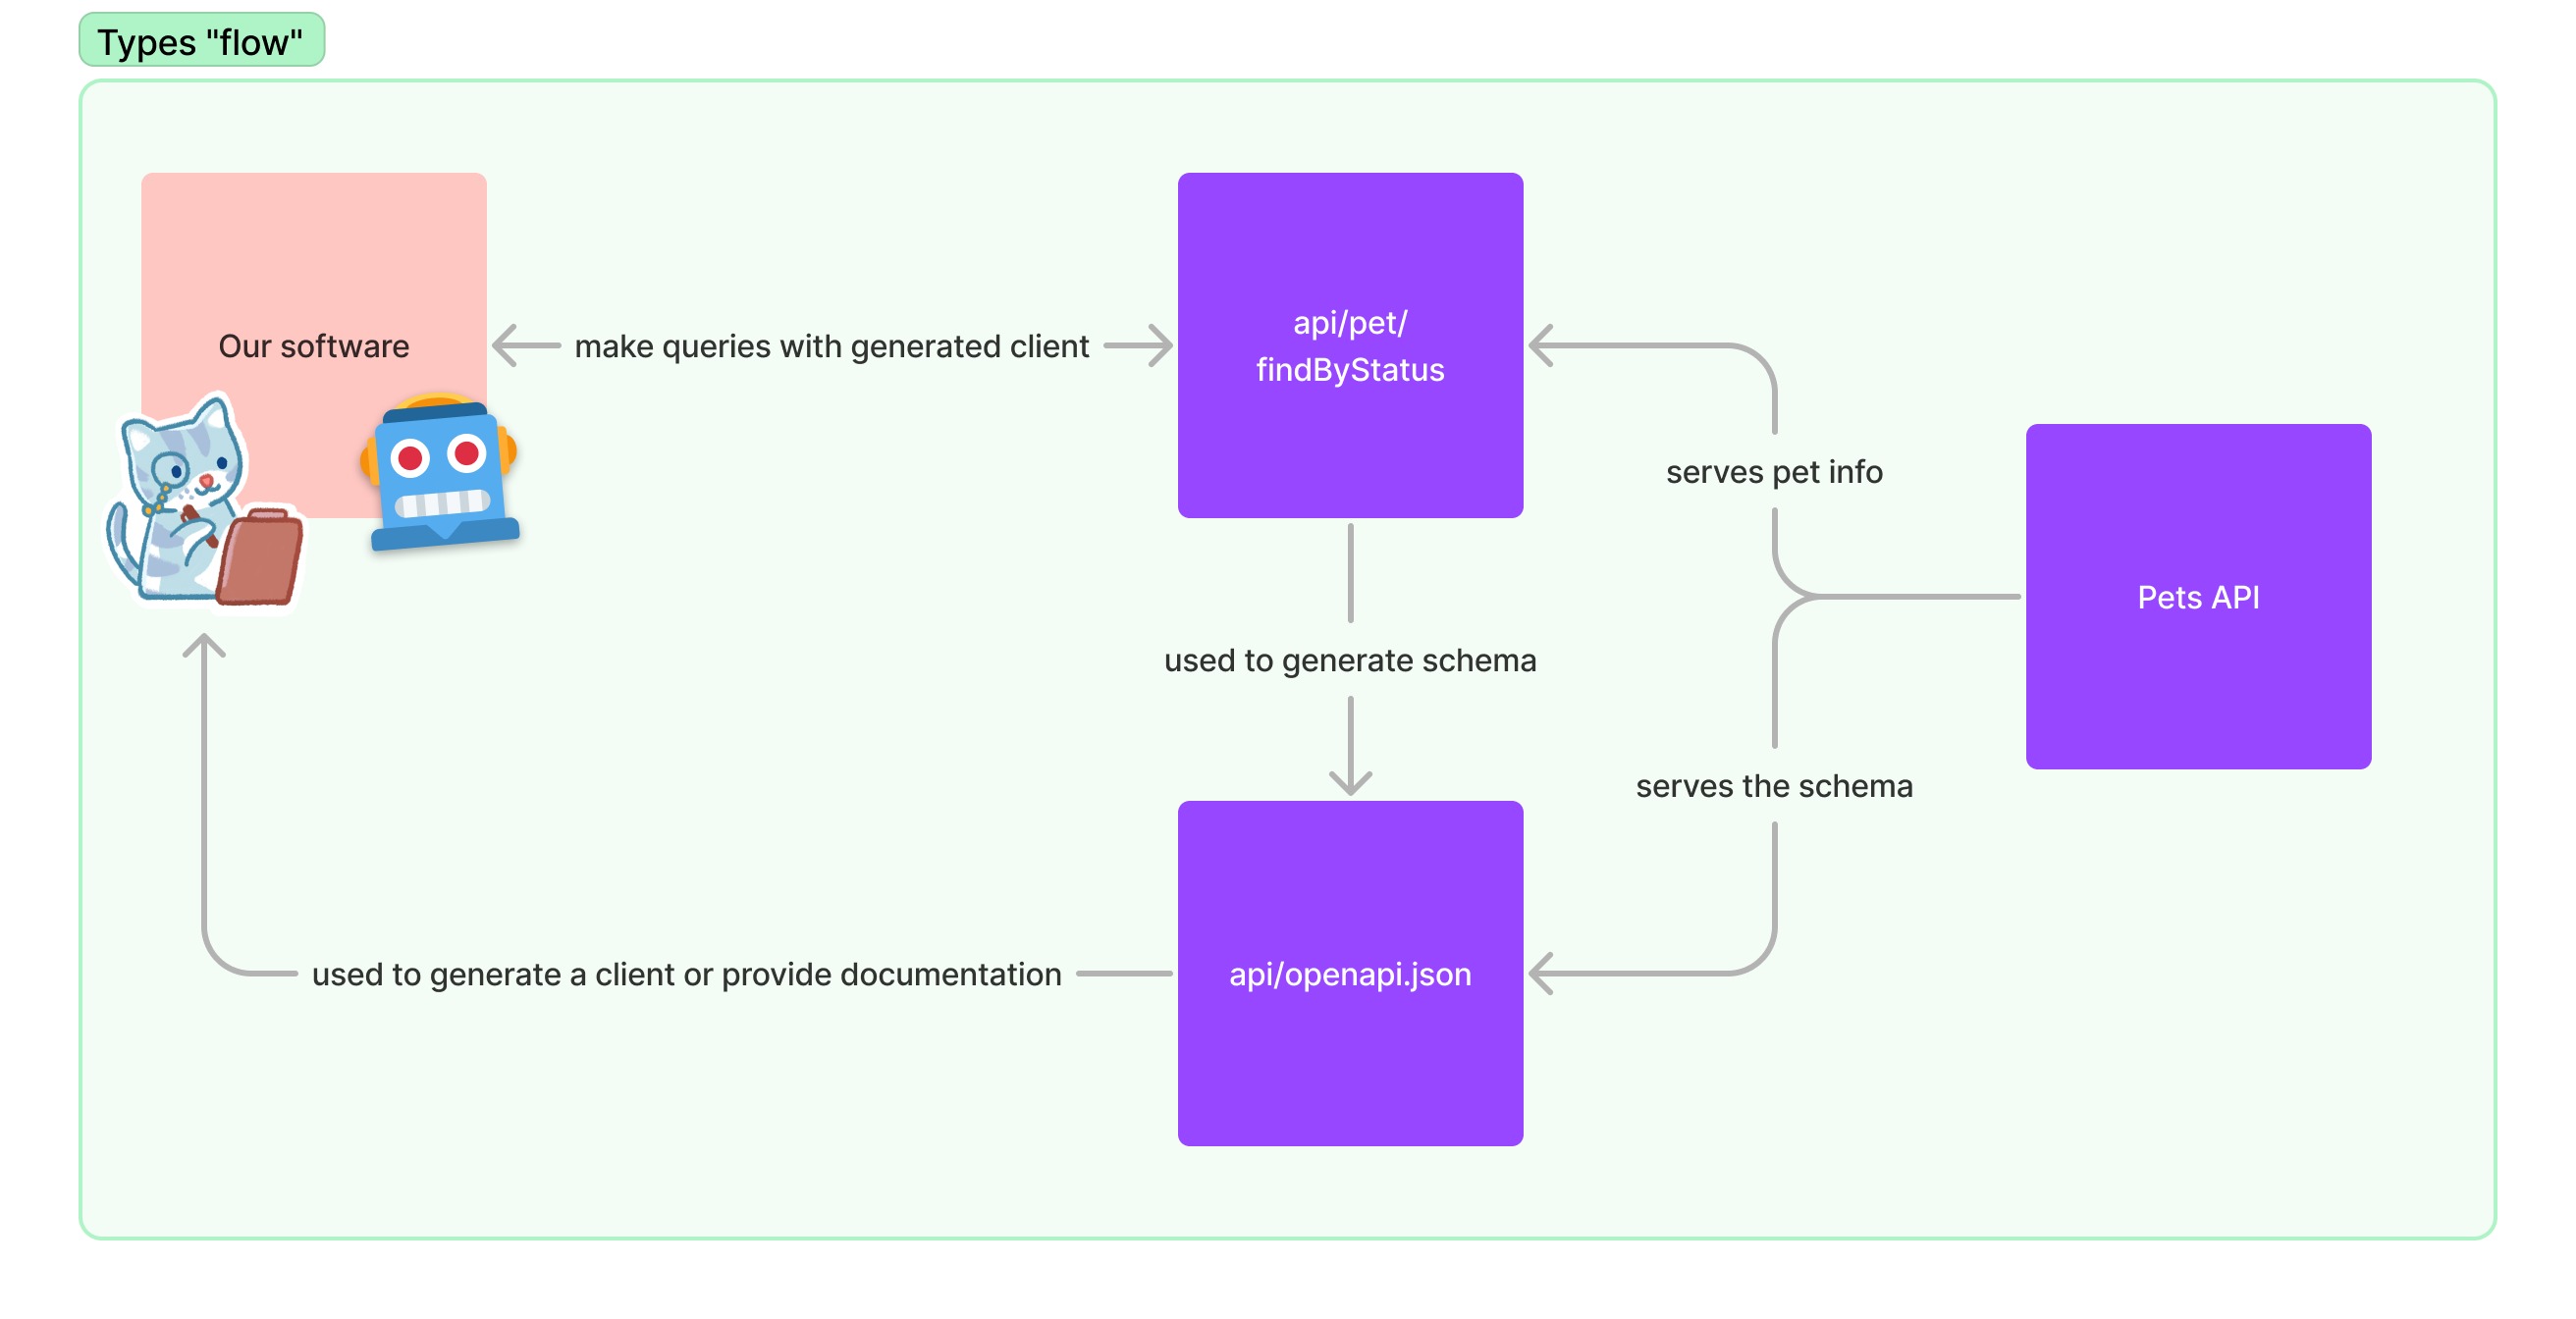 Types "flow"
Our software
make queries with generated client
api/pet/
findByStatus
serves pet info
Pets API
used to generate schema
serves the schema
used to generate a client or provide documentation
api/openapi.json